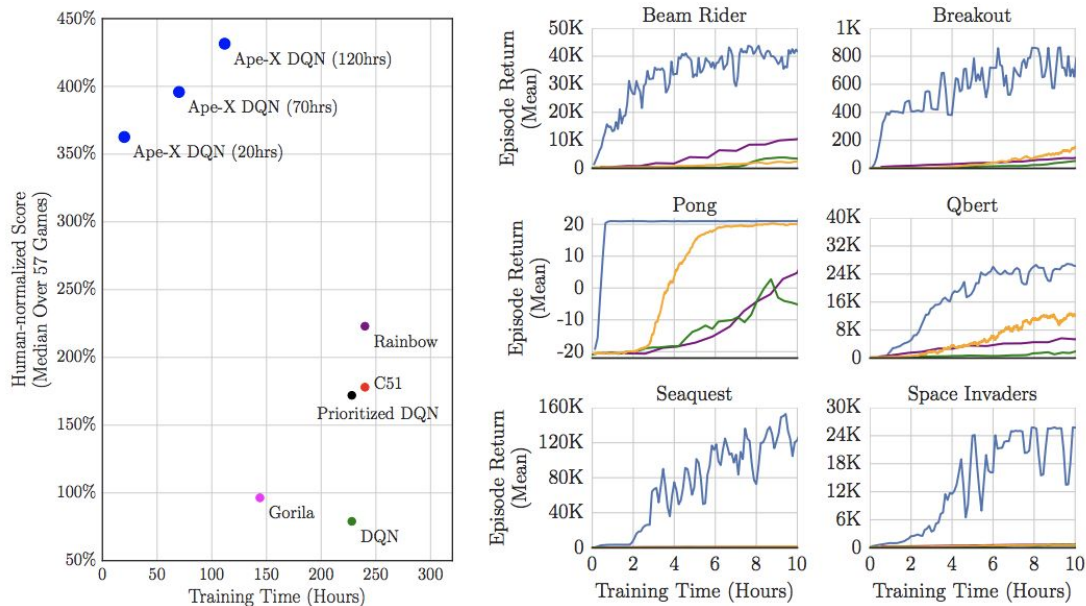 450%
400%
350%
300%
250%
200%
150%
100%
50%
Human-normalized Score
(Median Over 57 Games)
Ape-X DQN (120hrs)
Ape-X DQN (70hrs)
Ape-X DQN (20hrs)
Rainbow
C51
Prioritized DQN
Gorila
DQN
0 50 100 150 200 250 300
Training Time (Hours)
Beam Rider
50K
40K
30K
20K
10K
0
Episode Return
(Mean)
Breakout
1K
800
600
400
200
0
Pong
20
10
0
-10
-20
Episode Return
(Mean)
Qbert
40K
32K
24K
16K
8K
0
Seaquest
160K
120K
80K
40K
0
Episode Return
(Mean)
0 2 4 6 8 10
Training Time (Hours)
Space Invaders
30K
24K
18K
12K
6K
0
0 2 4 6 8 10
Training Time (Hours)